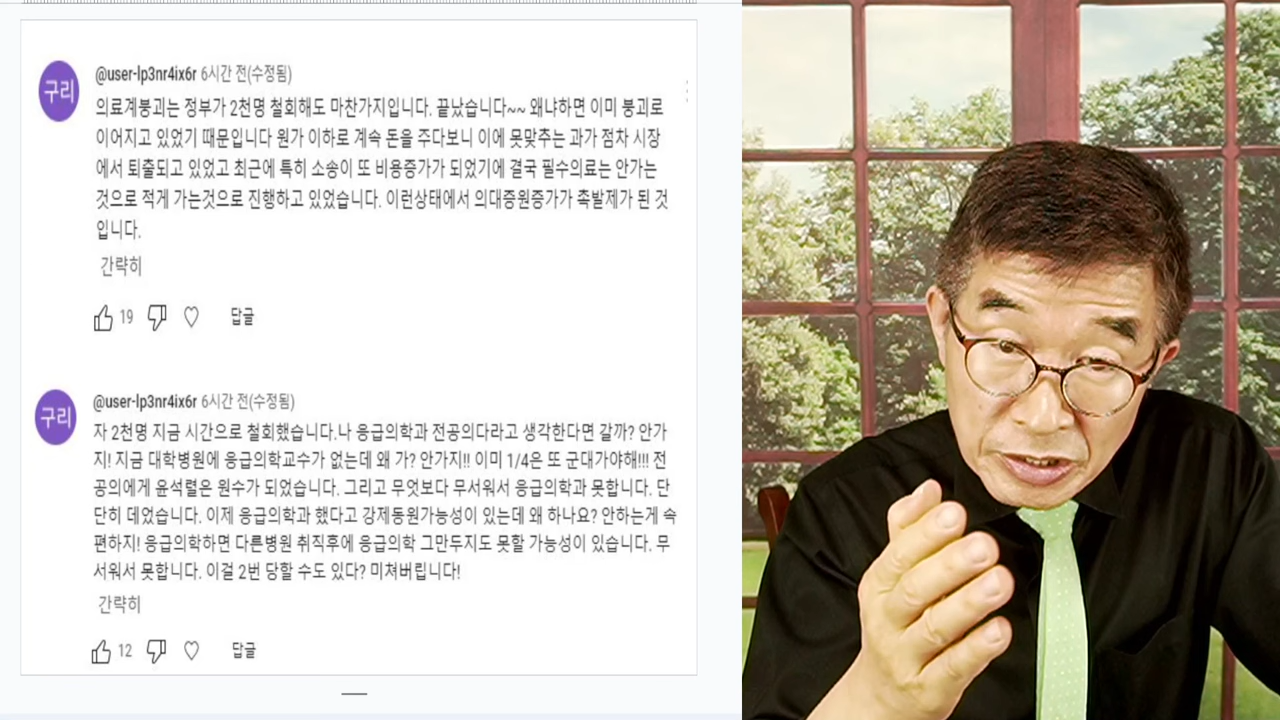 구리
@user-lp3nr4ix6r 6시간 전(수정됨)
의료계붕괴는 정부가 2천명 철회해도 마찬가지입니다. 끝났습니다~~ 왜냐하면 이미 붕괴로
이어지고 있었기 때문입니다 원가 이하로 계속 돈을 주다보니 이에 못맞추는 과가 점차 시장
에서 퇴출되고 있었고 최근에 특히 소송이 또 비용증가가 되었기에 결국 필수의료는 안가는
것으로 적게 가는것으로 진행하고 있었습니다. 이런상태에서 의대증원증가가 촉발제가 된 것
입니다.
간략히
19 답글
구리
@user-lp3nr4ix6r 6시간 전(수정됨)
자 2천명 지금 시간으로 철회했습니다.나 응급의학과 전공의다라고 생각한다면 갈까? 안가
지! 지금 대학병원에 응급의학교수가 없는데 왜 가? 안가지!! 이미 1/4은 또 군대가야해!!! 전
공의에게 윤석렬은 원수가 되었습니다. 그리고 무엇보다 무서워서 응급의학과 못합니다. 단
단히 데었습니다. 이제 응급의학과 했다고 강제동원가능성이 있는데 왜 하나요? 안하는게 속
편하지! 응급의학하면 다른병원 취직후에 응급의학 그만두지도 못할 가능성이 있습니다. 무
서워서 못합니다. 이걸 2번 당할 수도 있다? 미쳐버립니다!
간략히
12 답글